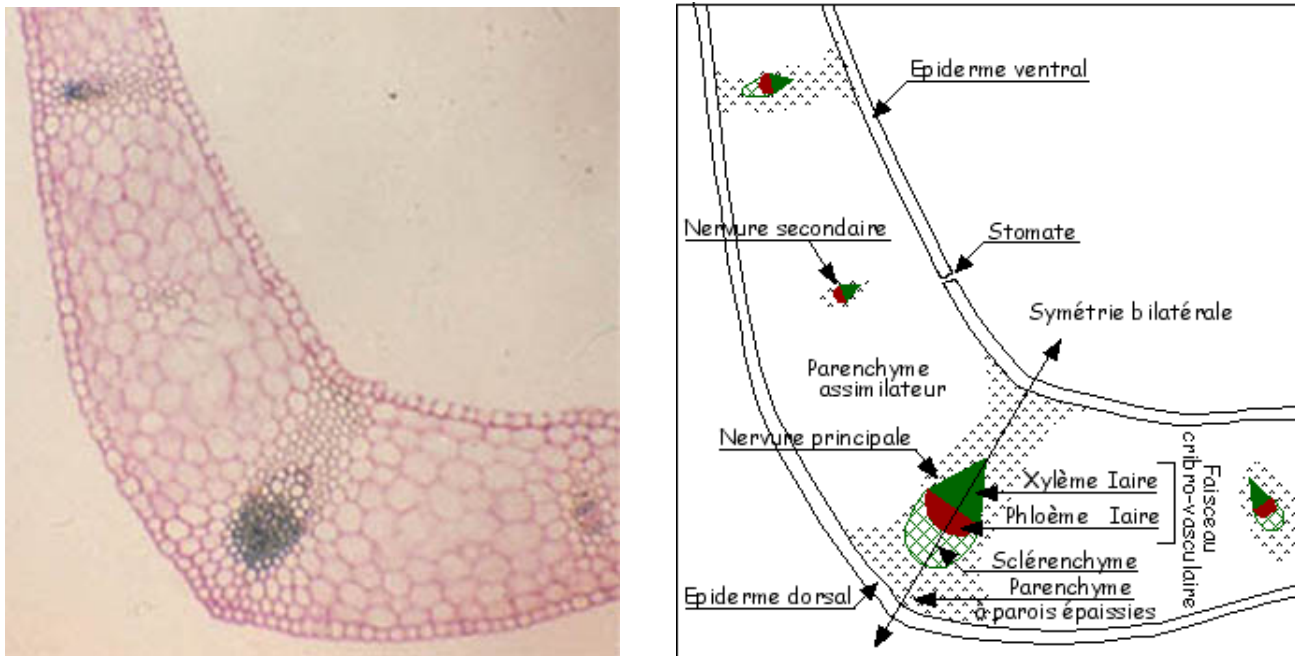 Epiderme ventral
Nervure secondaire
Stomate
Symétrie bilatérale
Parenchyme
assimilateur
Nervure principale
Xylème Iaire
Phloème Iaire
Faisceau
cribro-vasculaire
Sclérenchyme
Epiderme dorsal
Parenchyme
à parois épaissies